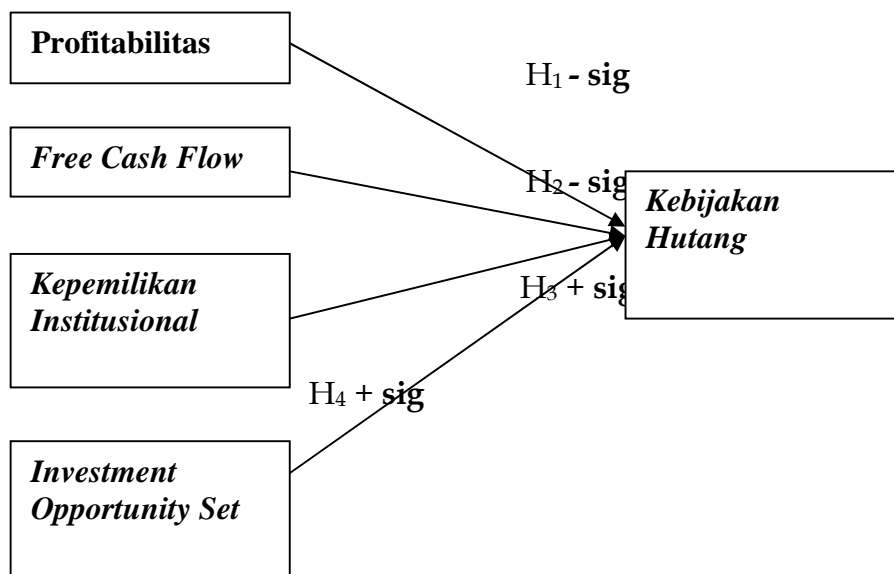 Profitabilitas
H₁ - sig
Free Cash Flow
H₂ - sig
Kebijakan
Hutang
Kepemilikan
Institusional
H₃ + sig
H₄ + sig
Investment
Opportunity Set